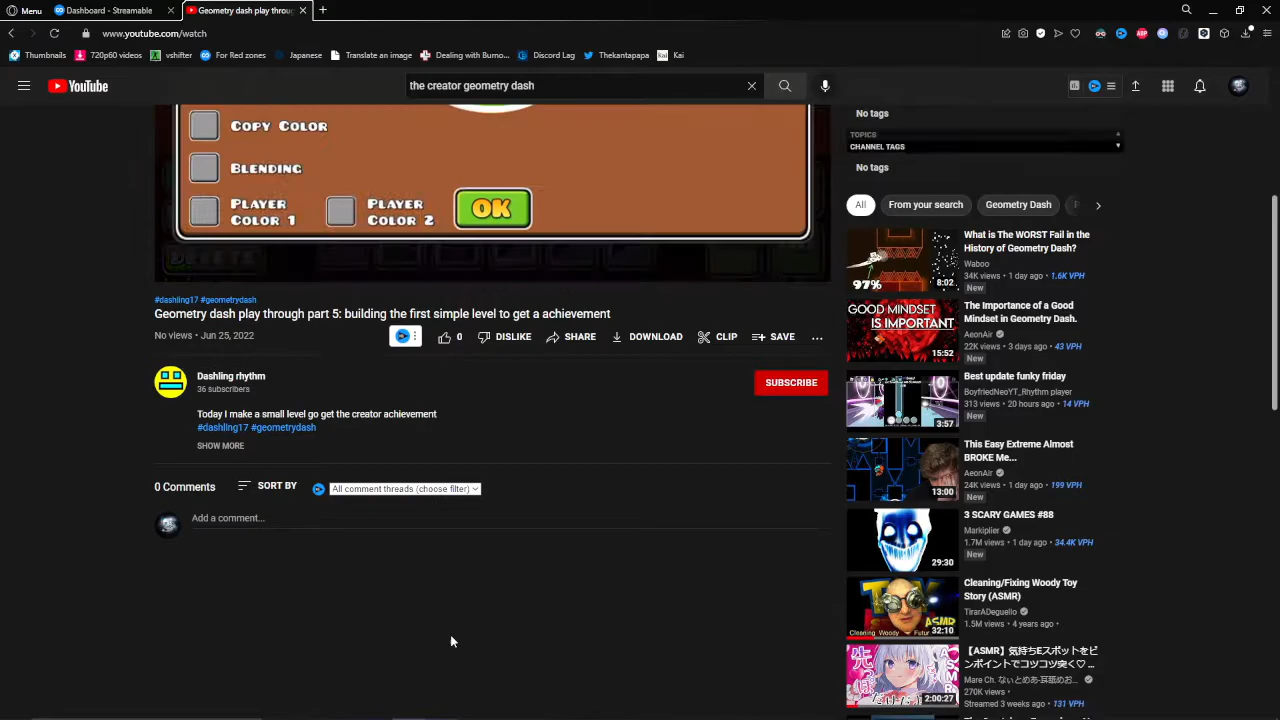 Menu
Dashboard - Streamable
Geometry dash play throu
www.youtube.com/watch
Thumbnails
720p60 videos
vshifter
For Red zones
Japanese
Translate an image
Dealing with Burno...
Discord Lag
Thekantapapa
Kai
YouTube
the creator geometry dash
COPY COLOR
BLENDING
PLAYER COLOR 1
PLAYER COLOR 2
OK
#dashling17 #geometrydash
Geometry dash play through part 5: building the first simple level to get a achievement
No views • Jun 25, 2022
0
DISLIKE
SHARE
DOWNLOAD
CLIP
SAVE
Dashling rhythm
36 subscribers
SUBSCRIBE
Today I make a small level go get the creator achievement
#dashling17 #geometrydash
SHOW MORE
0 Comments
SORT BY
All comment threads (choose filter)
Add a comment...
No tags
TOPICS
CHANNEL TAGS
No tags
All
From your search
Geometry Dash
97%
8:02
What is The WORST Fail in the
History of Geometry Dash?
Waboo
34K views • 1 day ago • 1.6K VPH
New
GOOD MINDSET
IS IMPORTANT
15:52
The Importance of a Good
Mindset in Geometry Dash.
AeonAir
22K views • 3 days ago • 43 VPH
New
3:57
Best update funky friday
BoyfriendNeoYT_Rhythm player
313 views • 20 hours ago • 14 VPH
New
13:00
This Easy Extreme Almost
BROKE Me...
AeonAir
24K views • 1 day ago • 199 VPH
New
29:30
3 SCARY GAMES #88
Markiplier
1.7M views • 1 day ago • 34.4K VPH
New
TOY
ASMR
Cleaning Woody
32:10
Cleaning/Fixing Woody Toy
Story (ASMR)
TirarADeguello
1.5M views • 4 years ago •
2:00:27
【ASMR】気持ちEスポットをピ
ンポイントでコツコツ突く♡ ...
Mare Ch. なぃとめあ-耳舐めお...
270K views •
Streamed 3 weeks ago • 131 VPH